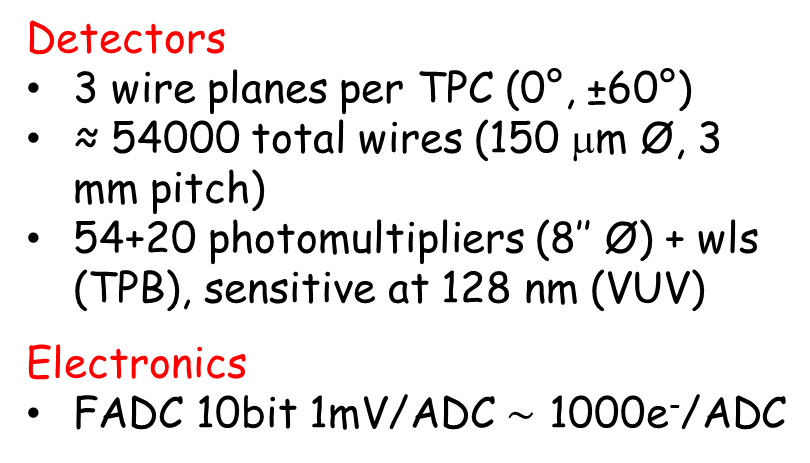 Detectors
• 3 wire planes per TPC (0°, ±60°)
• ≈ 54000 total wires (150 μm Ø, 3
mm pitch)
• 54+20 photomultipliers (8″ Ø) + wls
(TPB), sensitive at 128 nm (VUV)
Electronics
• FADC 10bit 1mV/ADC ~ 1000e⁻/ADC